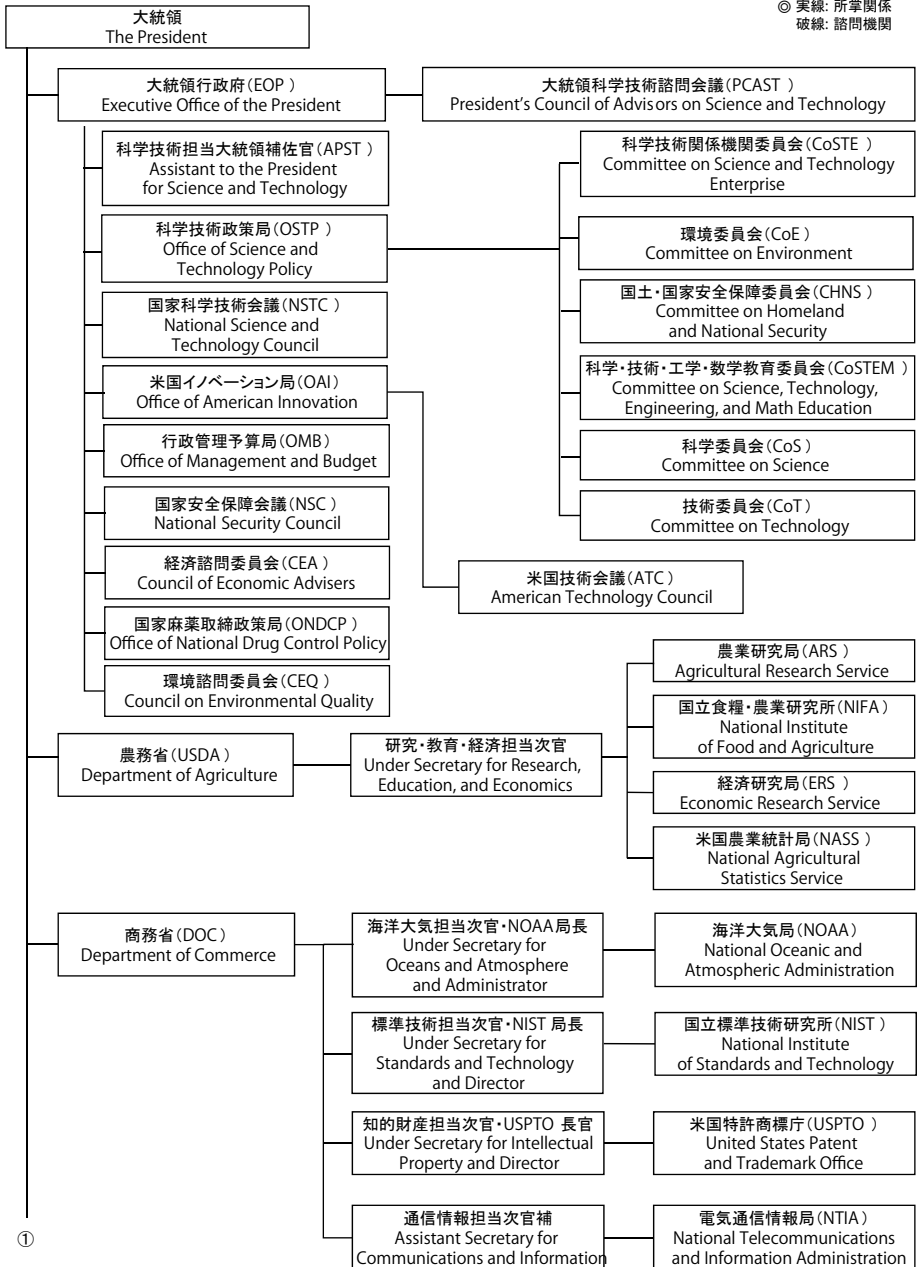 ◎ 実線: 所掌関係
破線: 諮問機関
大統領
The President
大統領行政府(EOP)
Executive Office of the President
大統領科学技術諮問会議(PCAST )
President's Council of Advisors on Science and Technology
科学技術担当大統領補佐官(APST )
Assistant to the President
for Science and Technology
科学技術政策局(OSTP )
Office of Science and
Technology Policy
国家科学技術会議(NSTC)
National Science and
Technology Council
米国イノベーション局(OAI)
Office of American Innovation
行政管理予算局(OMB)
Office of Management and Budget
国家安全保障会議(NSC)
National Security Council
経済諮問委員会(CEA)
Council of Economic Advisers
国家麻薬取締政策局(ONDCP)
Office of National Drug Control Policy
環境諮問委員会(CEQ )
Council on Environmental Quality
科学技術関係機関委員会(CoSTE )
Committee on Science and Technology
Enterprise
環境委員会(CoE)
Committee on Environment
国土・国家安全保障委員会(CHNS )
Committee on Homeland
and National Security
科学・技術・工学・数学教育委員会(CoSTEM )
Committee on Science, Technology,
Engineering, and Math Education
科学委員会(CoS)
Committee on Science
技術委員会(CoT)
Committee on Technology
米国技術会議(ATC)
American Technology Council
農務省(USDA)
Department of Agriculture
研究・教育・経済担当次官
Under Secretary for Research,
Education, and Economics
農業研究局(ARS )
Agricultural Research Service
国立食糧・農業研究所(NIFA)
National Institute
of Food and Agriculture
経済研究局(ERS )
Economic Research Service
米国農業統計局(NASS )
National Agricultural
Statistics Service
商務省(DOC)
Department of Commerce
海洋大気担当次官・NOAA局長
Under Secretary for
Oceans and Atmosphere
and Administrator
海洋大気局(NOAA)
National Oceanic and
Atmospheric Administration
標準技術担当次官・NIST 局長
Under Secretary for
Standards and Technology
and Director
国立標準技術研究所(NIST )
National Institute
of Standards and Technology
知的財産担当次官・USPTO 長官
Under Secretary for Intellectual
Property and Director
米国特許商標庁(USPTO )
United States Patent
and Trademark Office
通信情報担当次官補
Assistant Secretary for
Communications and Information
電気通信情報局(NTIA)
National Telecommunications
and Information Administration
①